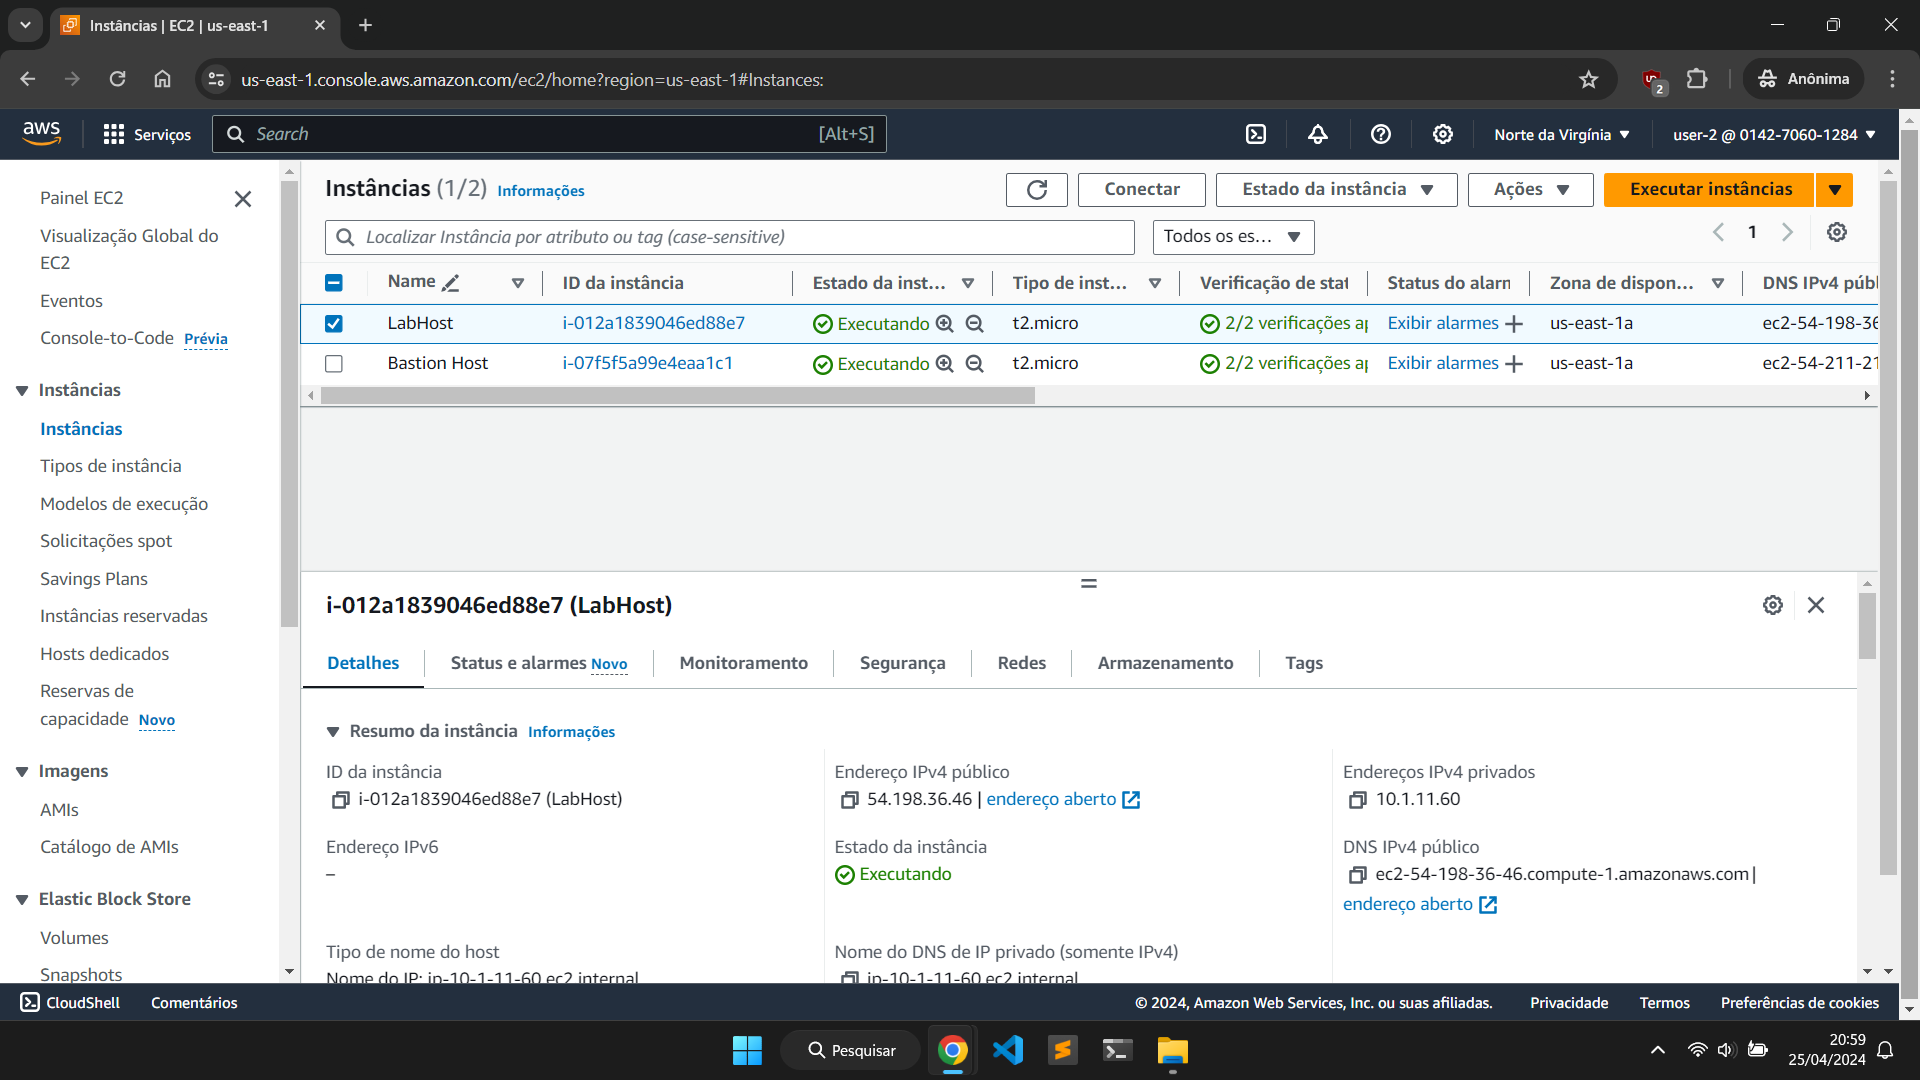 Instâncias | EC2 | us-east-1
us-east-1.console.aws.amazon.com/ec2/home?region=us-east-1#Instances:
2
Anônima
aws
Serviços
Search
[Alt+S]
Norte da Virgínia
user-2 @ 0142-7060-1284
Painel EC2
Visualização Global do
EC2
Eventos
Console-to-Code Prévia
Instâncias
Instâncias
Tipos de instância
Modelos de execução
Solicitações spot
Savings Plans
Instâncias reservadas
Hosts dedicados
Reservas de
capacidade Novo
Imagens
AMIs
Catálogo de AMIs
Elastic Block Store
Volumes
Snapshots
Instâncias (1/2) Informações
Conectar
Estado da instância
Ações
Executar instâncias
Localizar Instância por atributo ou tag (case-sensitive)
Todos os es...
1
Name ID da instância Estado da inst... Tipo de inst... Verificação de stat Status do alarm Zona de dispon... DNS IPv4 públ
LabHost i-012a1839046ed88e7 Executando t2.micro 2/2 verificações ap Exibir alarmes us-east-1a ec2-54-198-36
Bastion Host i-07f5f5a99e4eaa1c1 Executando t2.micro 2/2 verificações ap Exibir alarmes us-east-1a ec2-54-211-21
i-012a1839046ed88e7 (LabHost)
Detalhes
Status e alarmes Novo
Monitoramento
Segurança
Redes
Armazenamento
Tags
Resumo da instância Informações
ID da instância
i-012a1839046ed88e7 (LabHost)
Endereço IPv4 público
54.198.36.46 | endereço aberto
Endereços IPv4 privados
10.1.11.60
Endereço IPv6
–
Estado da instância
Executando
DNS IPv4 público
ec2-54-198-36-46.compute-1.amazonaws.com |
endereço aberto
Tipo de nome do host
Nome do IP: ip-10-1-11-60.ec2.internal
Nome do DNS de IP privado (somente IPv4)
ip-10-1-11-60.ec2.internal
CloudShell
Comentários
© 2024, Amazon Web Services, Inc. ou suas afiliadas.
Privacidade
Termos
Preferências de cookies
Pesquisar
20:59
25/04/2024